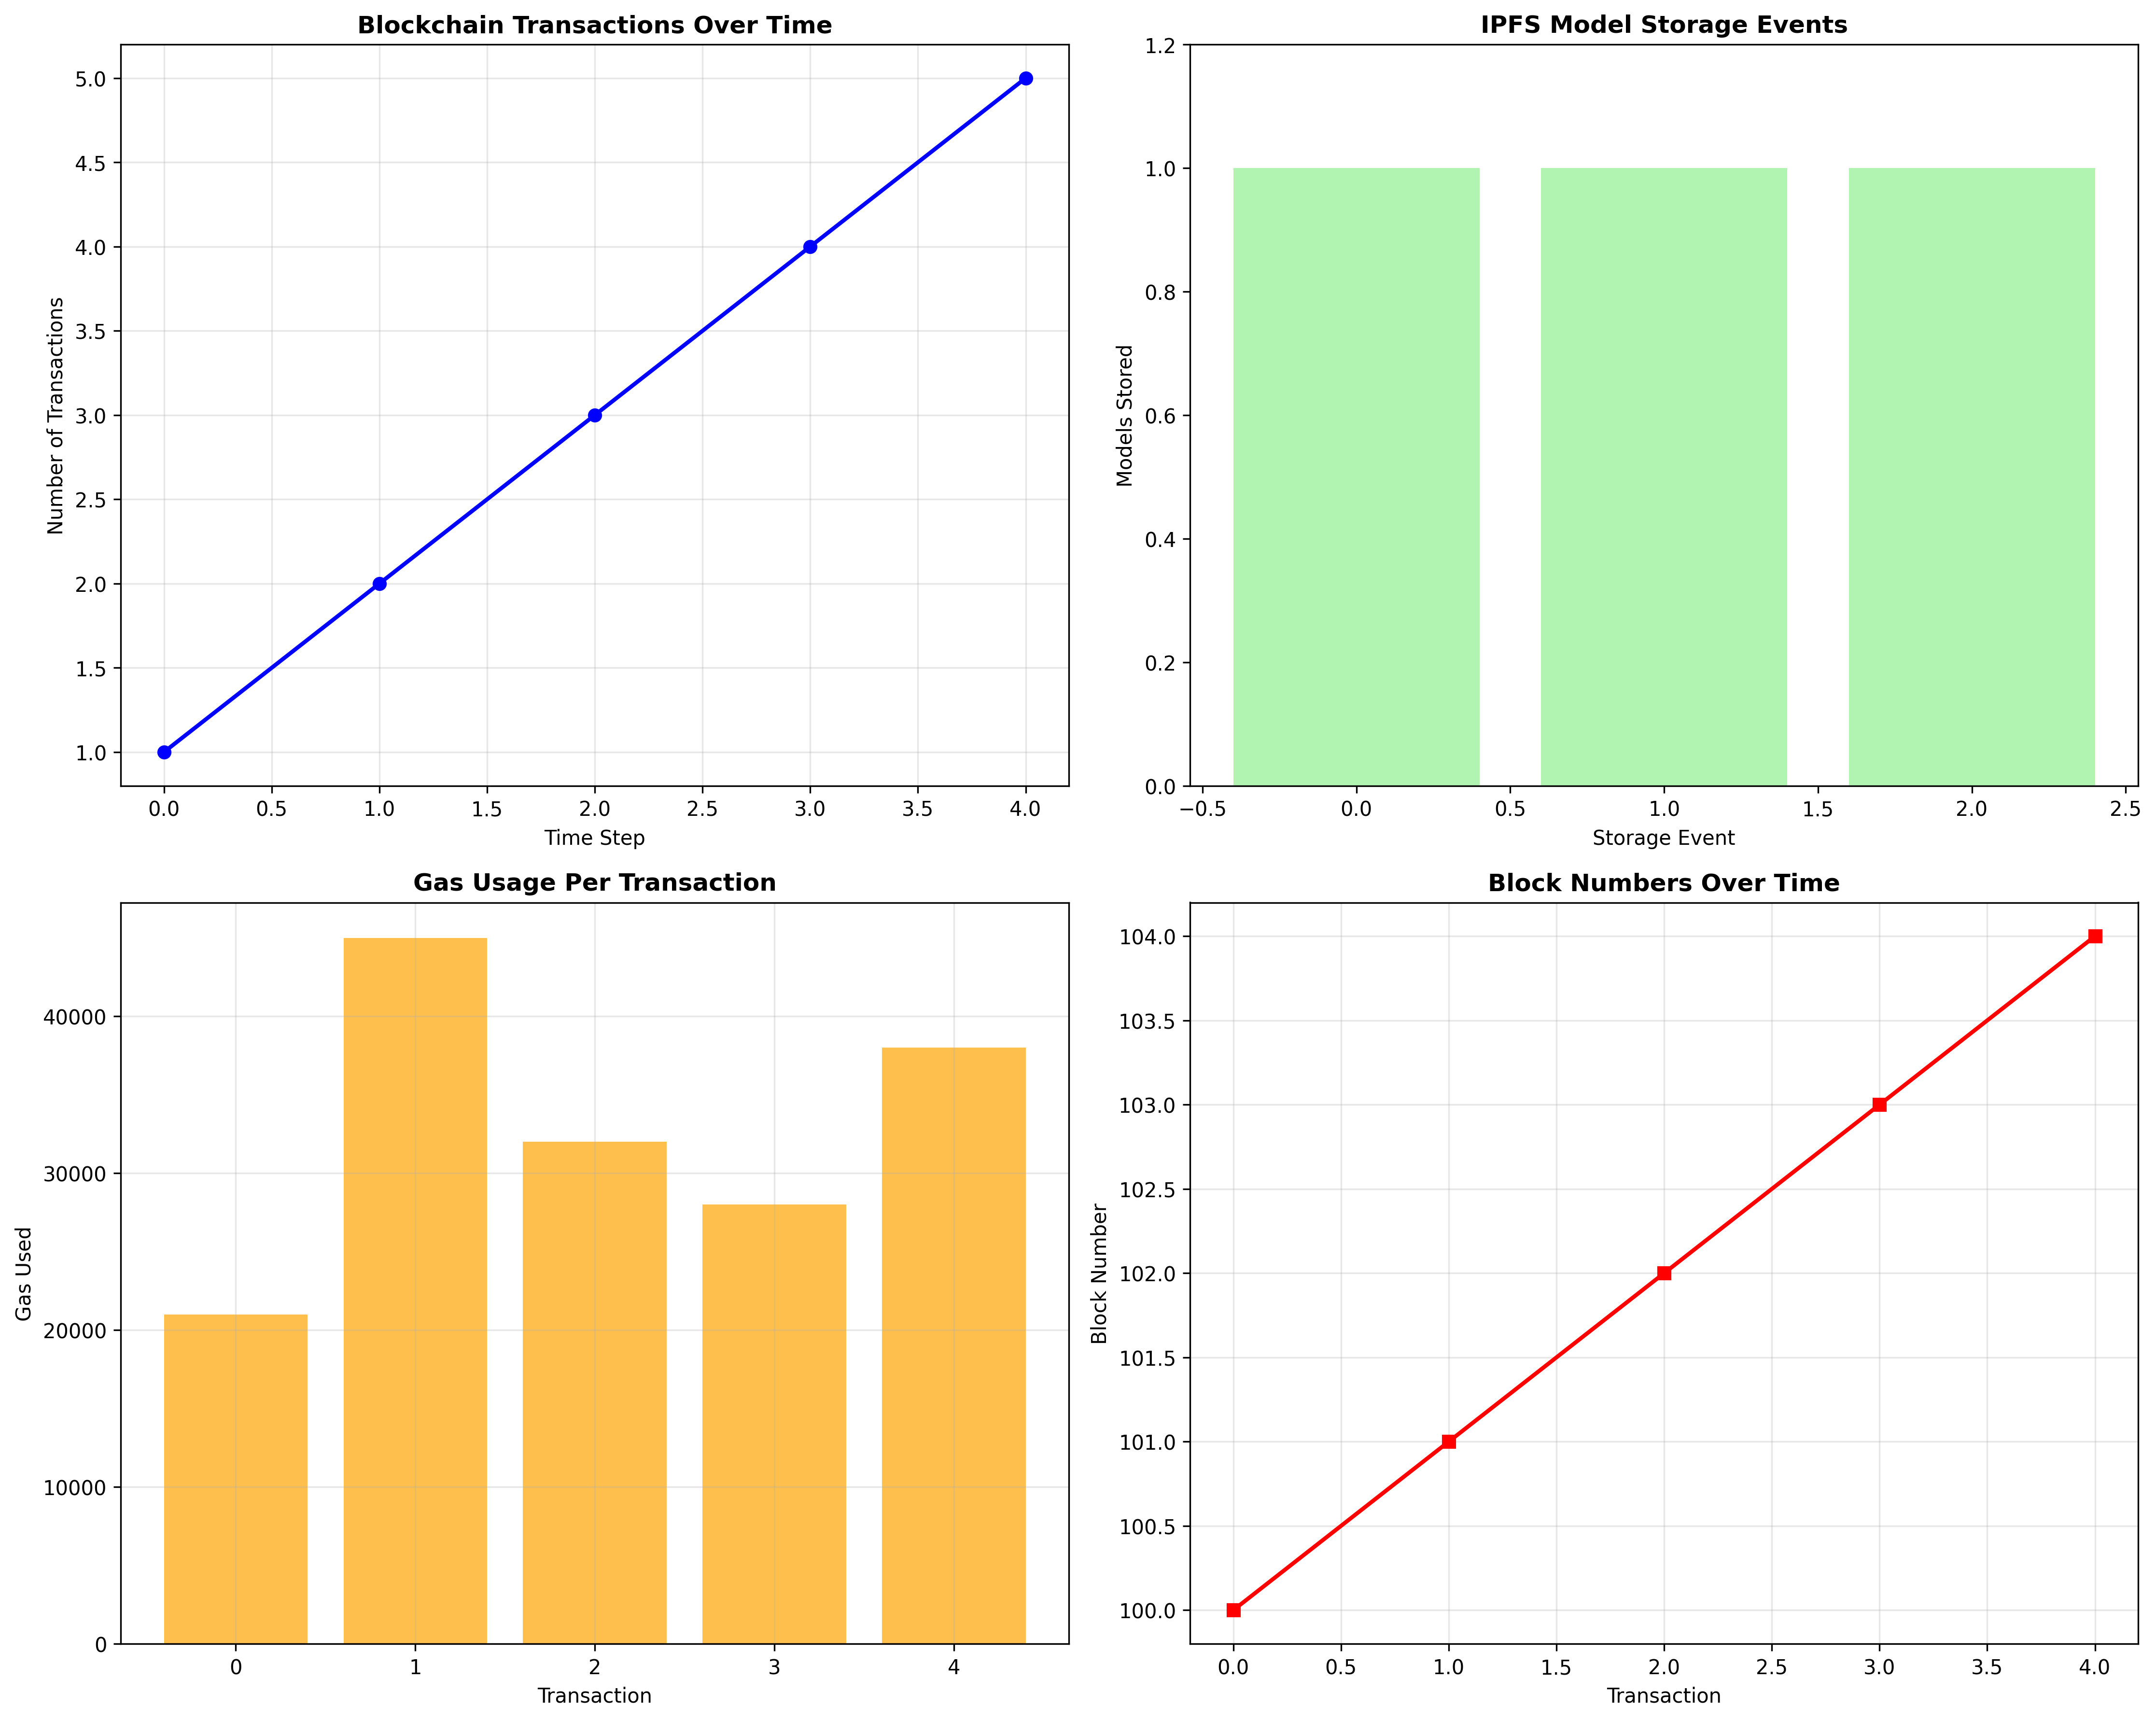 Blockchain Transactions Over Time
Number of Transactions
5.0
4.5
4.0
3.5
3.0
2.5
2.0
1.5
1.0
0.0 0.5 1.0 1.5 2.0 2.5 3.0 3.5 4.0
Time Step
IPFS Model Storage Events
Models Stored
1.2
1.0
0.8
0.6
0.4
0.2
0.0
−0.5 0.0 0.5 1.0 1.5 2.0 2.5
Storage Event
Gas Usage Per Transaction
Gas Used
40000
30000
20000
10000
0
0 1 2 3 4
Transaction
Block Numbers Over Time
Block Number
104.0
103.5
103.0
102.5
102.0
101.5
101.0
100.5
100.0
0.0 0.5 1.0 1.5 2.0 2.5 3.0 3.5 4.0
Transaction